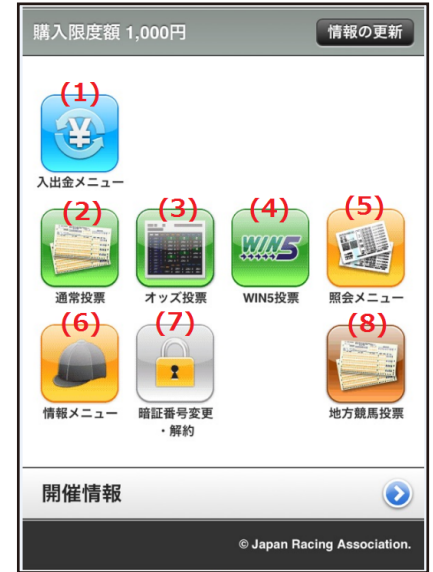 購入限度額 1,000円
情報の更新
(1)
入出金メニュー
(2)
(3)
(4)
(5)
WIN5
通常投票
オッズ投票
WIN5投票
照会メニュー
(6)
(7)
(8)
情報メニュー
暗証番号変更
・解約
地方競馬投票
開催情報
© Japan Racing Association.